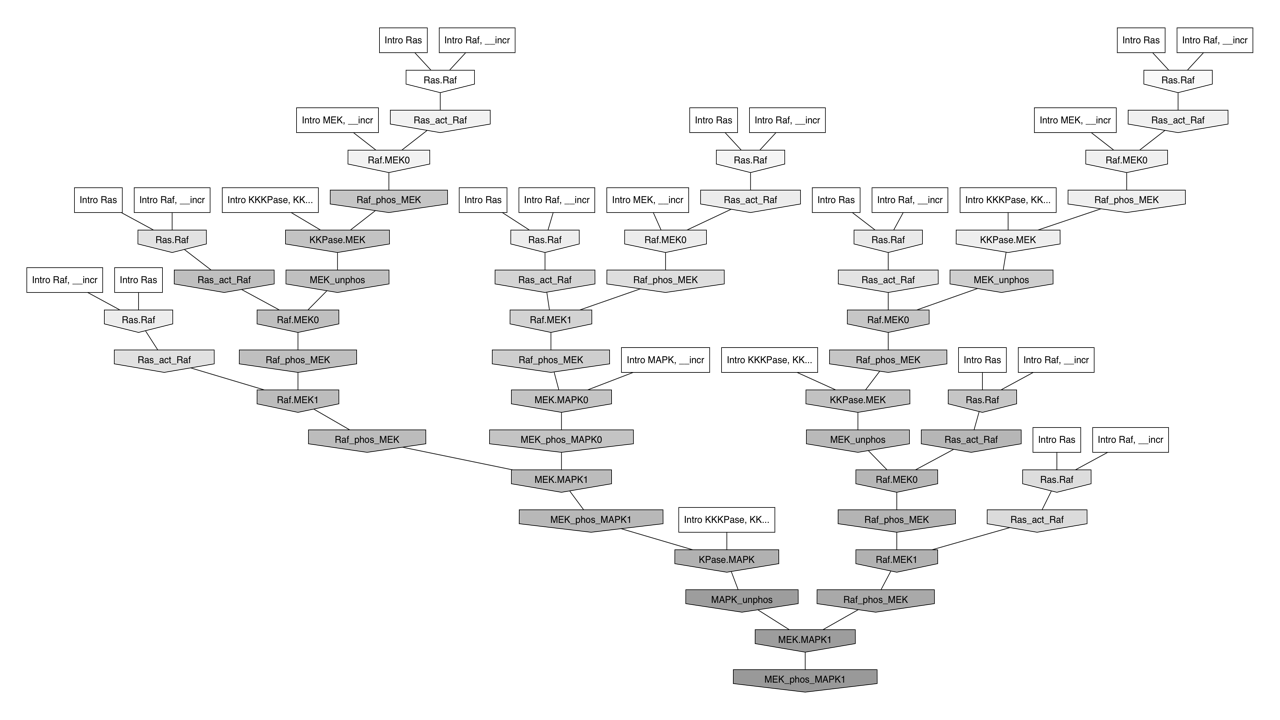 Intro Ras
Intro Raf, __incr
Intro Ras
Intro Raf, __incr
Ras.Raf
Ras.Raf
Intro MEK, __incr
Ras_act_Raf
Intro Ras
Intro Raf, __incr
Intro MEK, __incr
Ras_act_Raf
Raf.MEK0
Ras.Raf
Raf.MEK0
Intro Ras
Intro Raf, __incr
Intro KKKPase, KK...
Raf_phos_MEK
Intro Ras
Intro Raf, __incr
Intro MEK, __incr
Ras_act_Raf
Intro Ras
Intro Raf, __incr
Intro KKKPase, KK...
Raf_phos_MEK
Ras.Raf
KKPase.MEK
Ras.Raf
Raf.MEK0
Ras.Raf
KKPase.MEK
Intro Raf, __incr
Intro Ras
Ras_act_Raf
MEK_unphos
Ras_act_Raf
Raf_phos_MEK
Ras_act_Raf
MEK_unphos
Ras.Raf
Raf.MEK0
Raf.MEK1
Raf.MEK0
Ras_act_Raf
Raf_phos_MEK
Raf_phos_MEK
Intro MAPK, __incr
Intro KKKPase, KK...
Raf_phos_MEK
Intro Ras
Intro Raf, __incr
Raf.MEK1
MEK.MAPK0
KKPase.MEK
Ras.Raf
Raf_phos_MEK
MEK_phos_MAPK0
MEK_unphos
Ras_act_Raf
Intro Ras
Intro Raf, __incr
MEK.MAPK1
Raf.MEK0
Ras.Raf
MEK_phos_MAPK1
Intro KKKPase, KK...
Raf_phos_MEK
Ras_act_Raf
KPase.MAPK
Raf.MEK1
MAPK_unphos
Raf_phos_MEK
MEK.MAPK1
MEK_phos_MAPK1